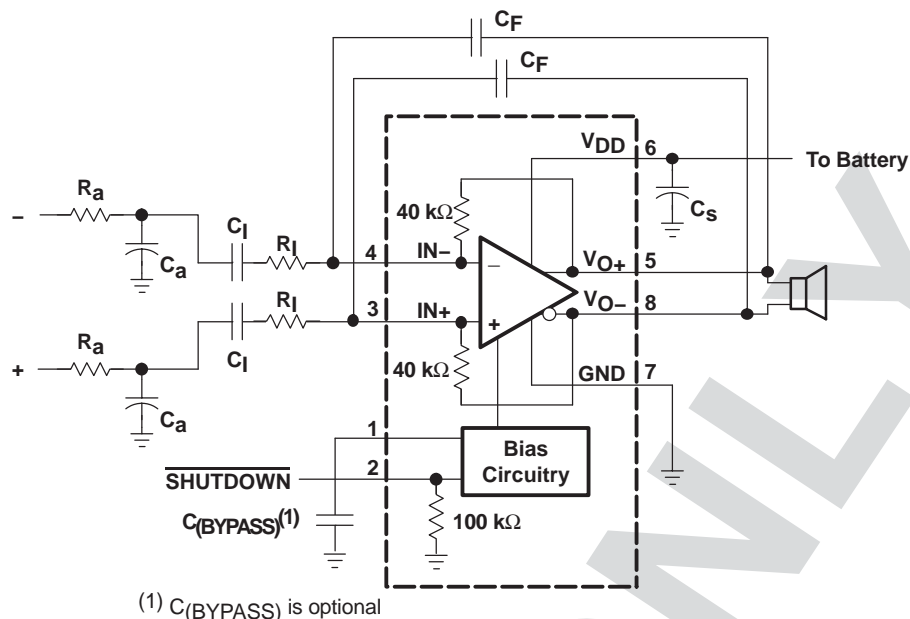 CF
CF
VDD 6
To Battery
Ra
−
CI
Ca
RI
40 kΩ
Cs
4 IN−
−
VO+ 5
RI
3 IN+
+
VO− 8
Ra
+
CI
Ca
40 kΩ
GND 7
1
Bias
Circuitry
2
SHUTDOWN
C(BYPASS)(1)
100 kΩ
(1) C(BYPASS) is optional
NLY